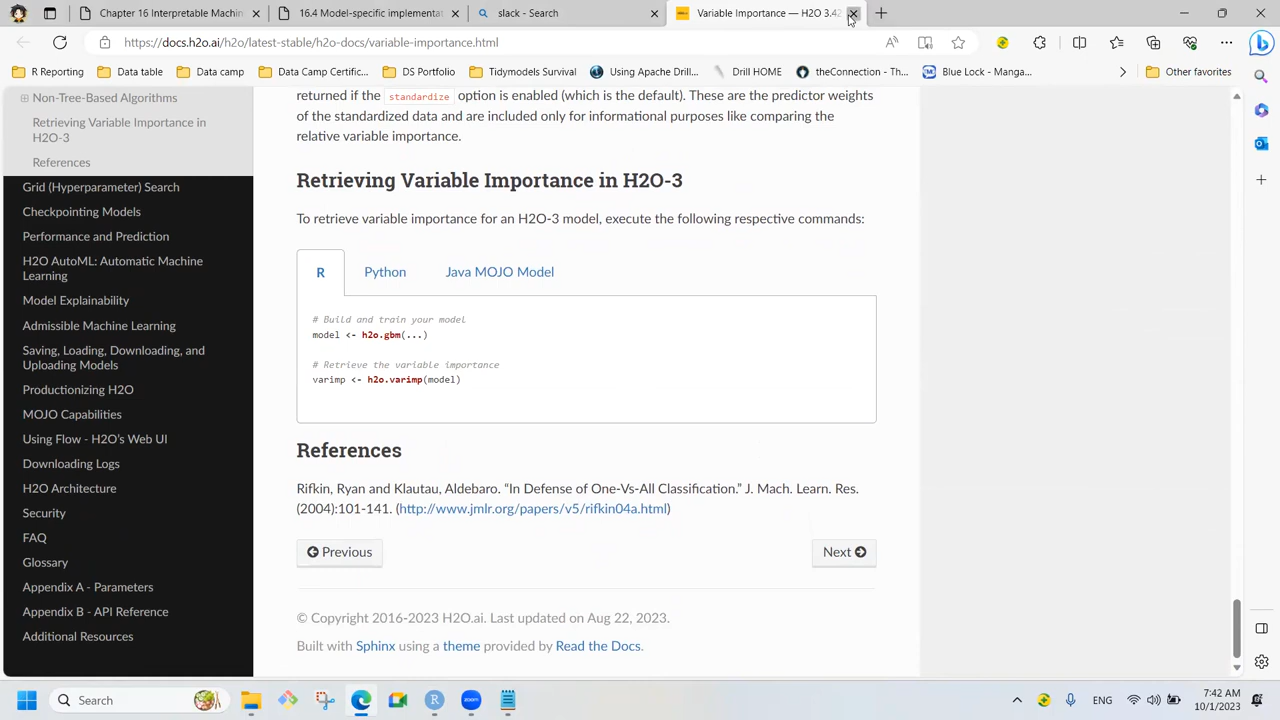 Chapter 16 Interpretable Machin
16.4 Model-specific interpretat
slack - Search
Variable Importance — H2O 3.42
https://docs.h2o.ai/h2o/latest-stable/h2o-docs/variable-importance.html
R Reporting
Data table
Data camp
Data Camp Certific...
DS Portfolio
Tidymodels Survival
Using Apache Drill...
Drill HOME
theConnection - Th...
Blue Lock - Manga...
Other favorites
Non-Tree-Based Algorithms
Retrieving Variable Importance in
H2O-3
References
Grid (Hyperparameter) Search
Checkpointing Models
Performance and Prediction
H2O AutoML: Automatic Machine
Learning
Model Explainability
Admissible Machine Learning
Saving, Loading, Downloading, and
Uploading Models
Productionizing H2O
MOJO Capabilities
Using Flow - H2O's Web UI
Downloading Logs
H2O Architecture
Security
FAQ
Glossary
Appendix A - Parameters
Appendix B - API Reference
Additional Resources
returned if the standardize option is enabled (which is the default). These are the predictor weights
of the standardized data and are included only for informational purposes like comparing the
relative variable importance.
Retrieving Variable Importance in H2O-3
To retrieve variable importance for an H2O-3 model, execute the following respective commands:
R
Python
Java MOJO Model
# Build and train your model
model <- h2o.gbm(...)
# Retrieve the variable importance
varimp <- h2o.varimp(model)
References
Rifkin, Ryan and Klautau, Aldebaro. “In Defense of One-Vs-All Classification.” J. Mach. Learn. Res.
(2004):101-141. (http://www.jmlr.org/papers/v5/rifkin04a.html)
Previous
Next
© Copyright 2016-2023 H2O.ai. Last updated on Aug 22, 2023.
Built with Sphinx using a theme provided by Read the Docs.
Search
ENG
7:42 AM
10/1/2023